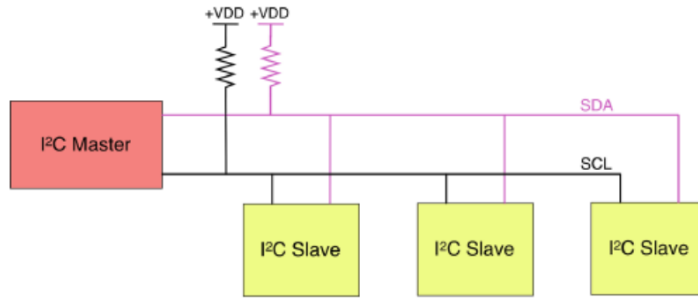 +VDD +VDD
SDA
I²C Master
SCL
I²C Slave I²C Slave I²C Slave